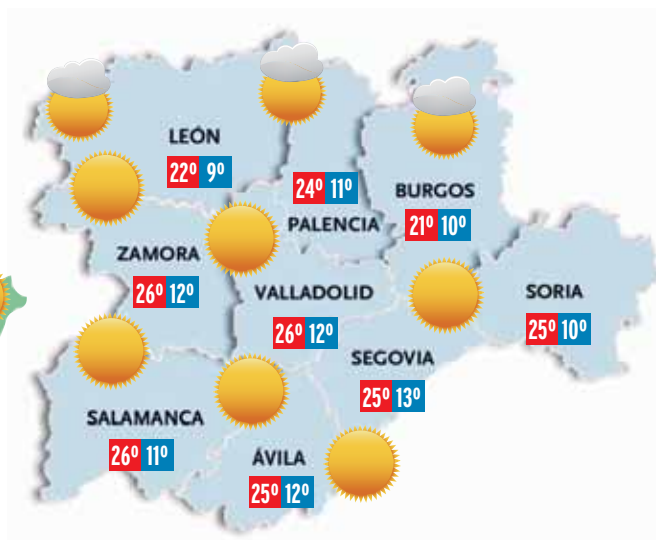 LEÓN
22º 9º
24º 11º
PALENCIA
BURGOS
21º 10º
ZAMORA
26º 12º
VALLADOLID
26º 12º
SORIA
25º 10º
SEGOVIA
25º 13º
SALAMANCA
26º 11º
ÁVILA
25º 12º